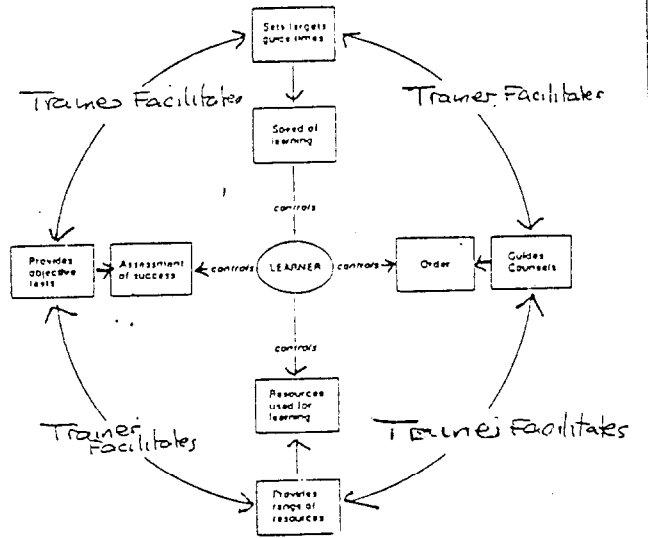 Sets targets
guide times
Trainer Facilitates
Trainer Facilitates
Speed of
learning
controls
Provides
objective
tests
Assessment
of success
controls
LEARNER
controls
Order
Guides
Counsels
controls
Resources
used for
learning
Trainer
Facilitates
Trainer Facilitates
Provides
range of
resources